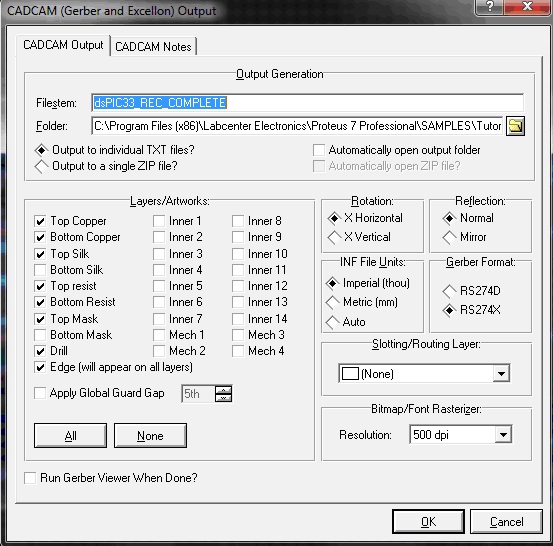 CADCAM (Gerber and Excellon) Output
CADCAM Output CADCAM Notes
Output Generation
Filestem: dsPIC33_REC_COMPLETE
Folder: C:\Program Files (x86)\Labcenter Electronics\Proteus 7 Professional\SAMPLES\Tutor
Output to individual TXT files? Automatically open output folder
Output to a single ZIP file? Automatically open ZIP file?
Layers/Artworks:
Top Copper Inner 1 Inner 8
Bottom Copper Inner 2 Inner 9
Top Silk Inner 3 Inner 10
Bottom Silk Inner 4 Inner 11
Top resist Inner 5 Inner 12
Bottom Resist Inner 6 Inner 13
Top Mask Inner 7 Inner 14
Bottom Mask Mech 1 Mech 3
Drill Mech 2 Mech 4
Edge (will appear on all layers)
Apply Global Guard Gap 5th
All None
Rotation:
X Horizontal
X Vertical
Reflection:
Normal
Mirror
INF File Units:
Imperial (thou)
Metric (mm)
Auto
Gerber Format:
RS274D
RS274X
Slotting/Routing Layer:
(None)
Bitmap/Font Rasterizer:
Resolution: 500 dpi
Run Gerber Viewer When Done?
OK Cancel